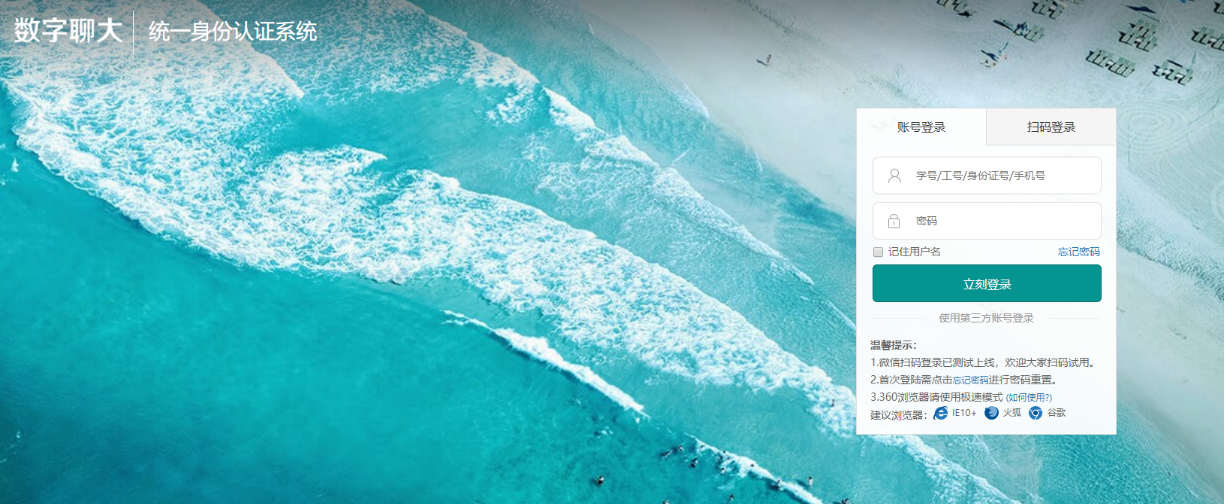 数字聊大 统一身份认证系统
账号登录 扫码登录
学号/工号/身份证号/手机号
密码
记住用户名 忘记密码
立刻登录
使用第三方账号登录
温馨提示：
1.微信扫码登录已测试上线，欢迎大家扫码试用。
2.首次登陆需点击忘记密码进行密码重置。
3.360浏览器请使用极速模式 (如何使用?)
建议浏览器： IE10+ 火狐 谷歌